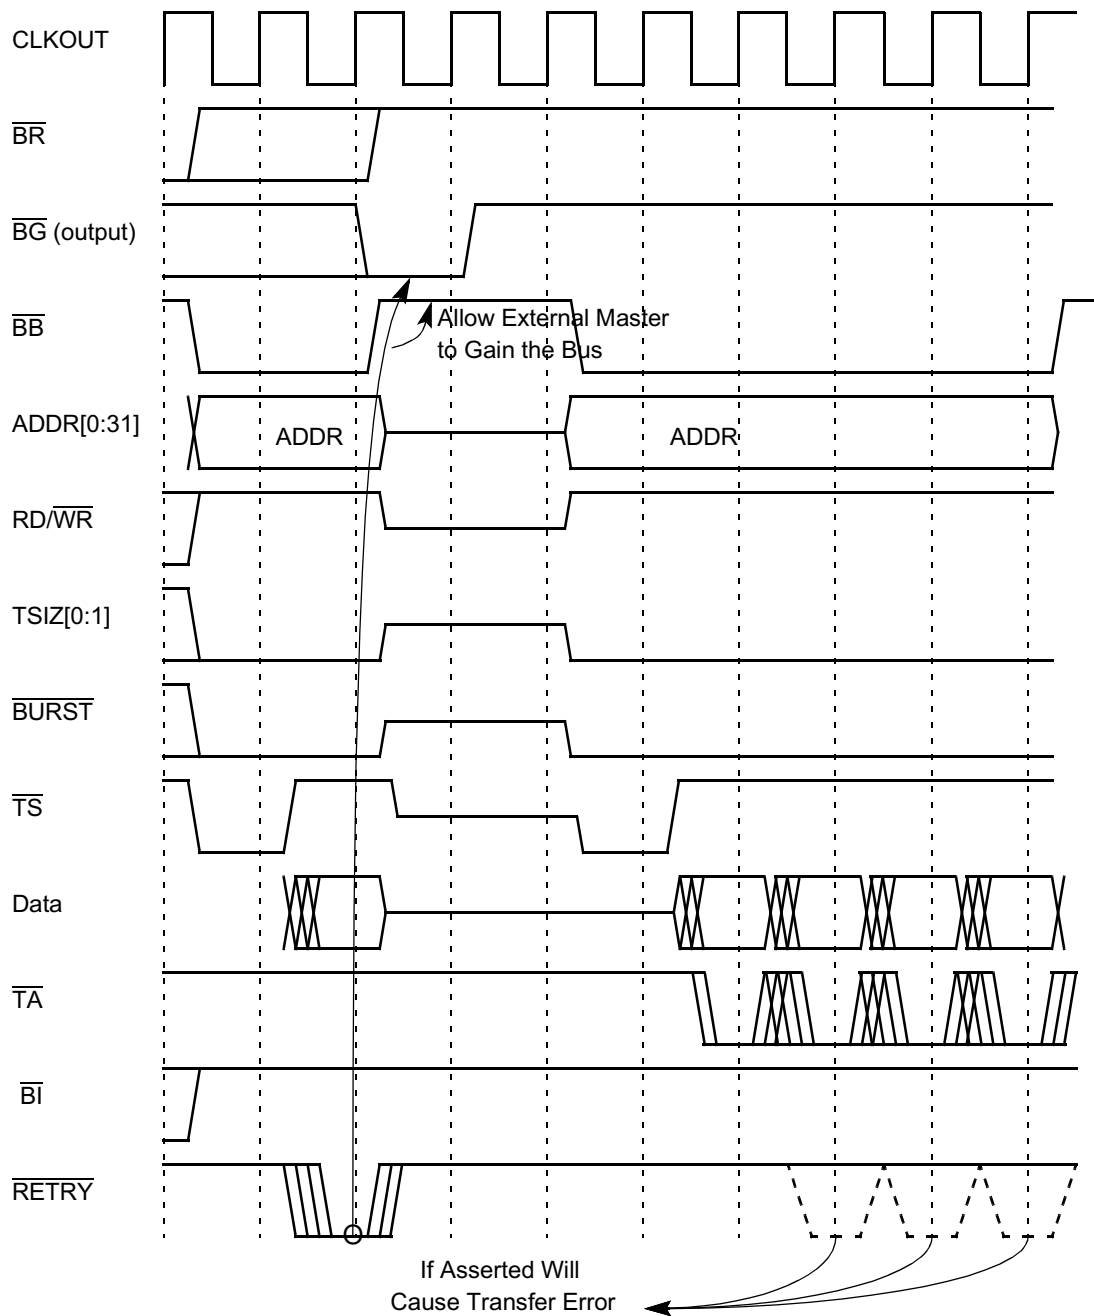 CLKOUT
BR
BG (output)
BB
Allow External Master
to Gain the Bus
ADDR[0:31]
ADDR
ADDR
RD/WR
TSIZ[0:1]
BURST
TS
Data
TA
BI
RETRY
If Asserted Will
Cause Transfer Error